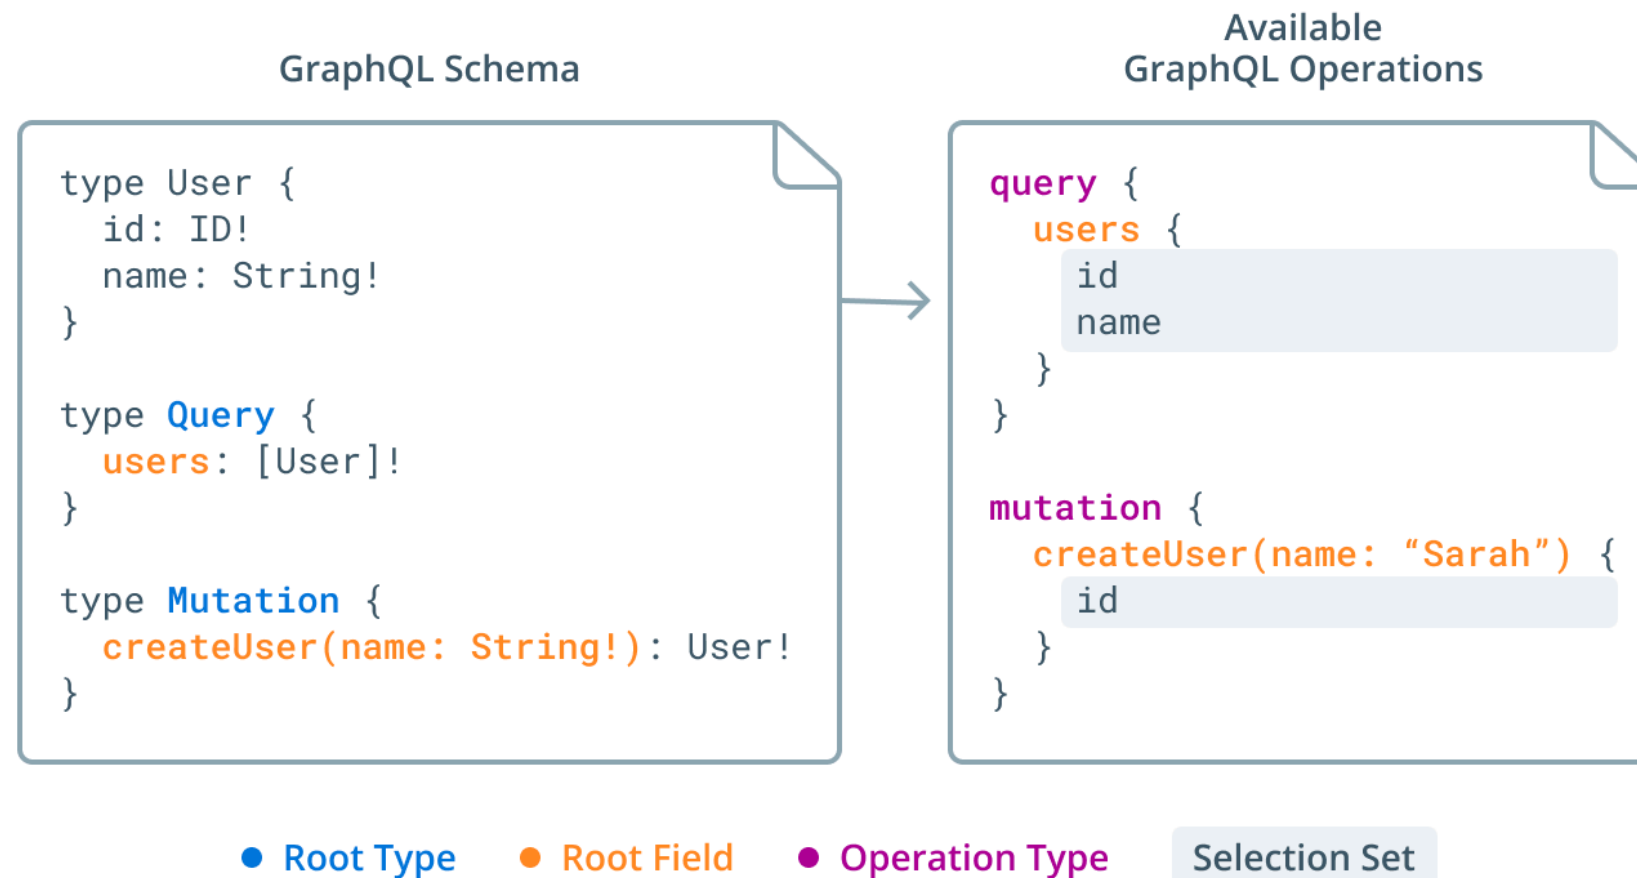 GraphQL Schema
type User {
  id: ID!
  name: String!
}
type Query {
  users: [User]!
}
type Mutation {
  createUser(name: String!): User!
}
Available
GraphQL Operations
query {
  users {
    id
    name
  }
}
mutation {
  createUser(name: “Sarah”) {
    id
  }
}
Root Type
Root Field
Operation Type
Selection Set